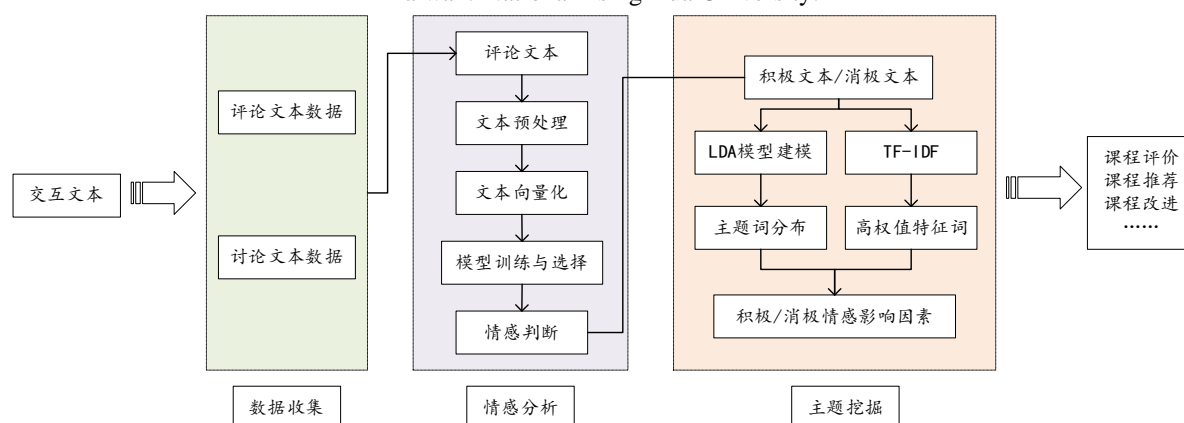 交互文本
评论文本数据
讨论文本数据
数据收集
评论文本
文本预处理
文本向量化
模型训练与选择
情感判断
情感分析
积极文本/消极文本
LDA模型建模
TF-IDF
主题词分布
高权值特征词
积极/消极情感影响因素
主题挖掘
课程评价
课程推荐
课程改进
……